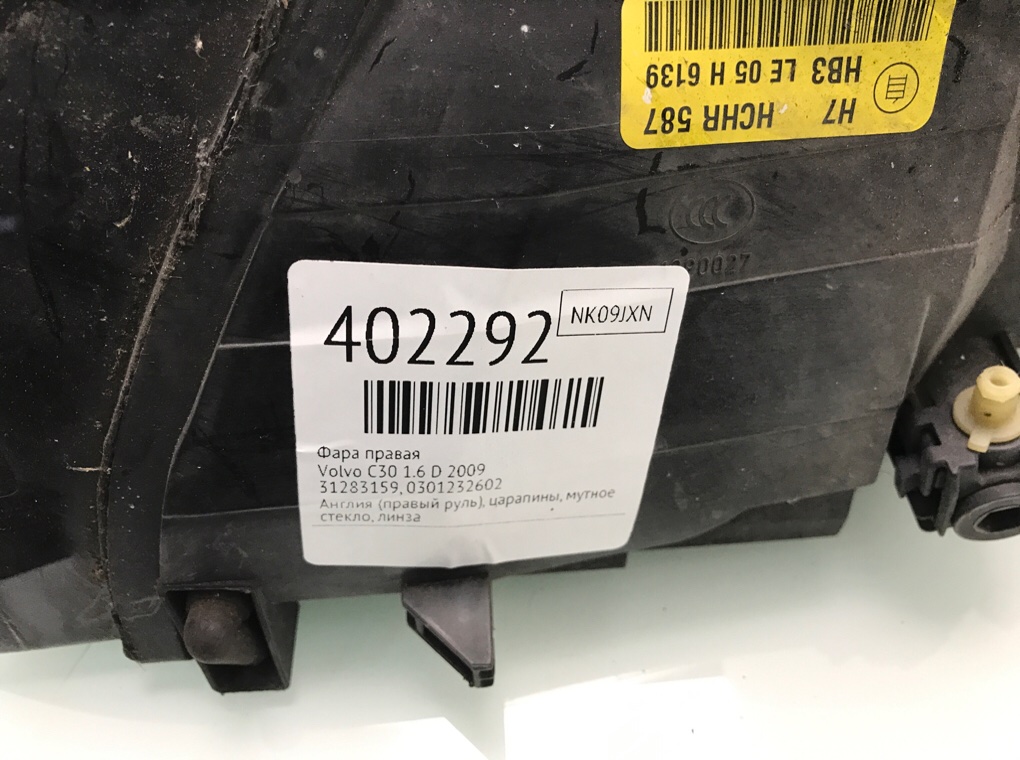 H7 HCHR 587
HB3 LE 05 H 6139
0027
402292
NK09JXN
Фара правая
Volvo C30 1.6 D 2009
31283159, 0301232602
Англия (правый руль), царапины, мутное
стекло, линза